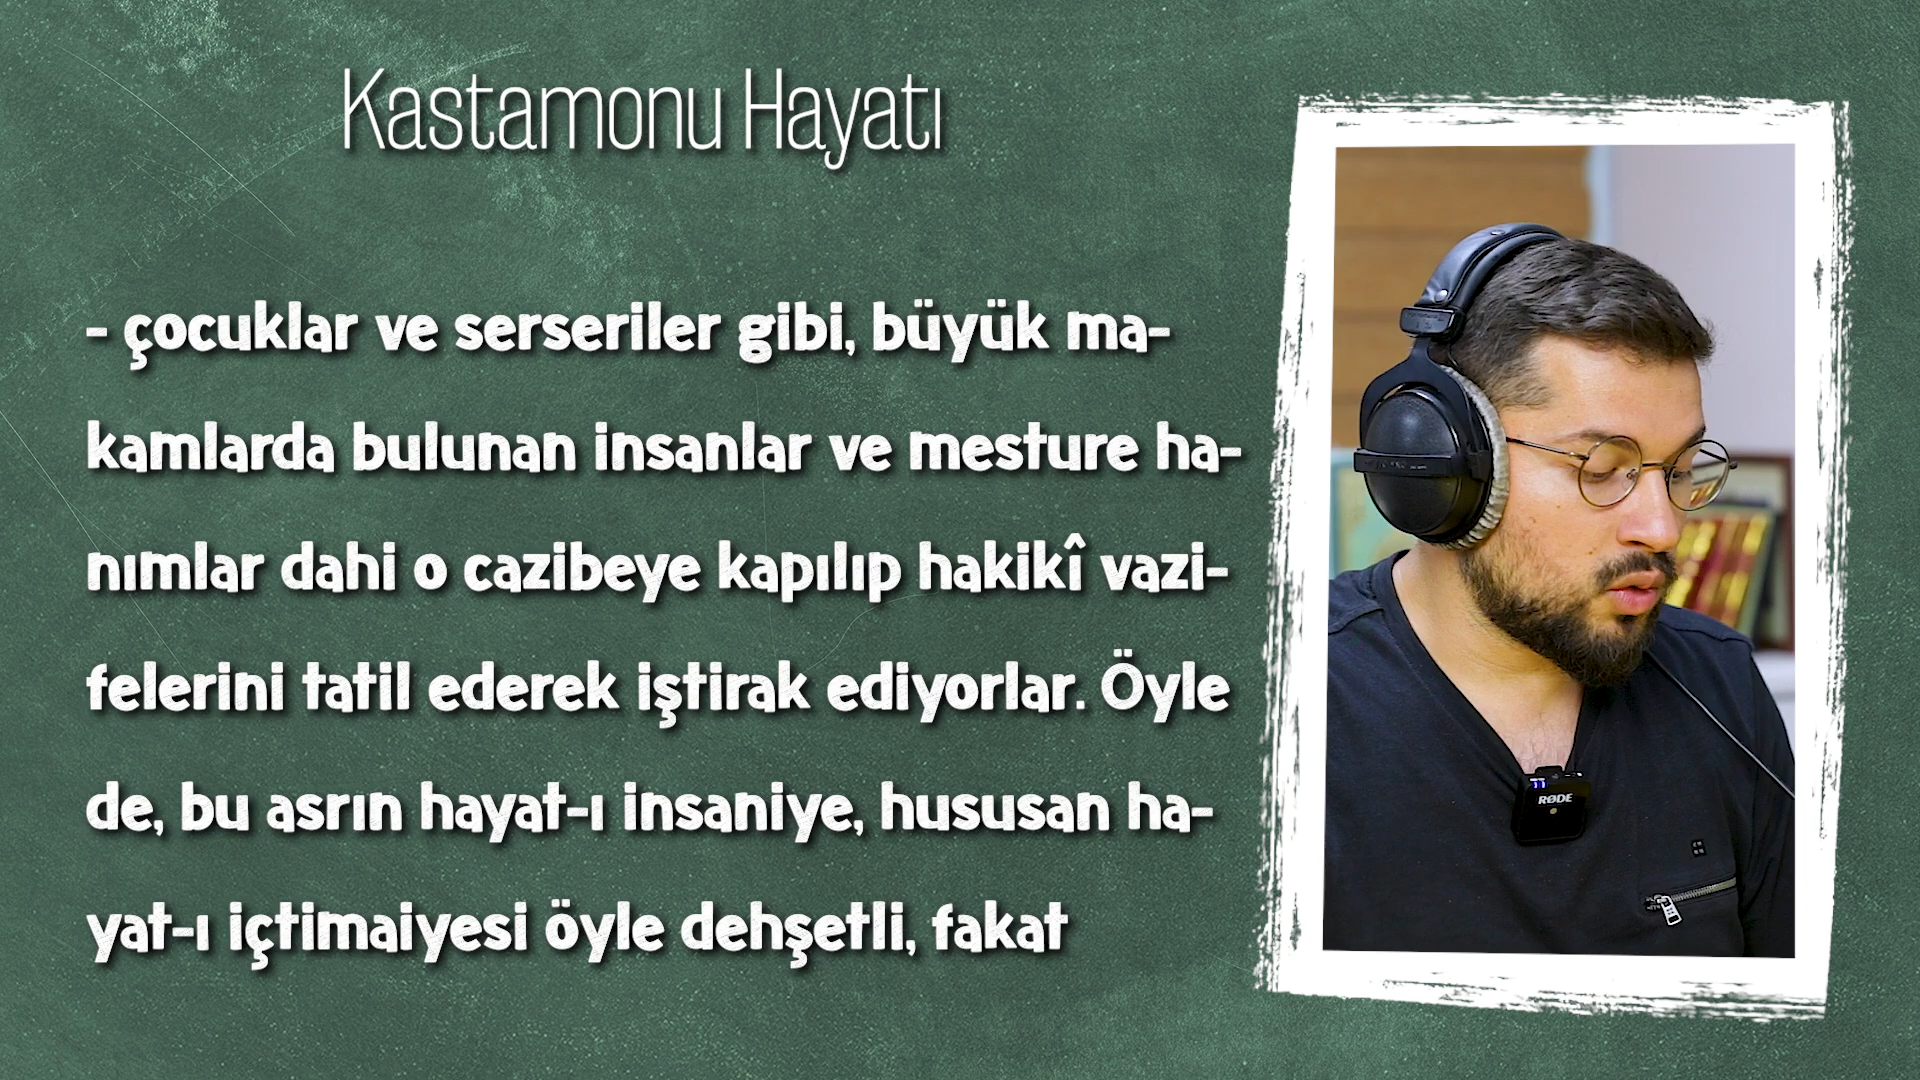 Kastamonu Hayatı
- çocuklar ve serseriler gibi, büyük ma-
kamlarda bulunan insanlar ve mesture ha-
nımlar dahi o cazibeye kapılıp hakikî vazi-
felerini tatil ederek iştirak ediyorlar. Öyle
de, bu asrın hayat-ı insaniye, hususan ha-
yat-ı içtimaiyesi öyle dehşetli, fakat
RØDE